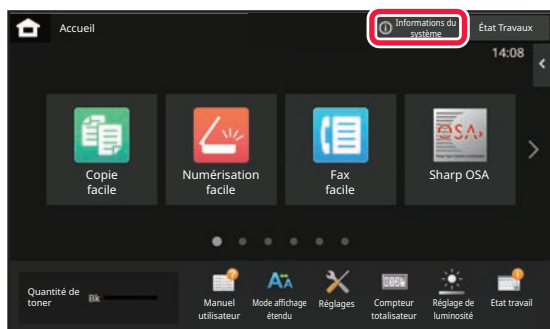 Accueil
Informations du
système
État Travaux
14:08
Copie
facile
Numérisation
facile
Fax
facile
OSA
Sharp OSA
Quantité de
toner
Bk
Manuel
utilisateur
Mode affichage
étendu
Réglages
Compteur
totalisateur
Réglage de
luminosité
Etat travail